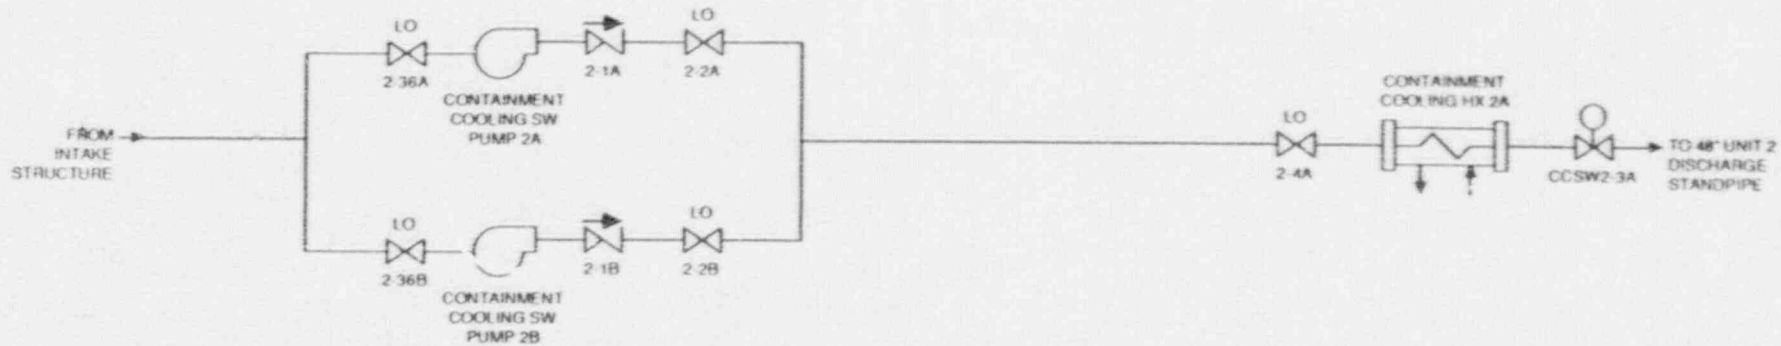 FROM
INTAKE
STRUCTURE
LO
2-36A
CONTAINMENT
COOLING SW
PUMP 2A
2-1A
LO
2-2A
LO
2-36B
CONTAINMENT
COOLING SW
PUMP 2B
2-1B
LO
2-2B
LO
2-4A
CONTAINMENT
COOLING HX 2A
CCSW2-3A
TO 48" UNIT 2
DISCHARGE
STANDPIPE